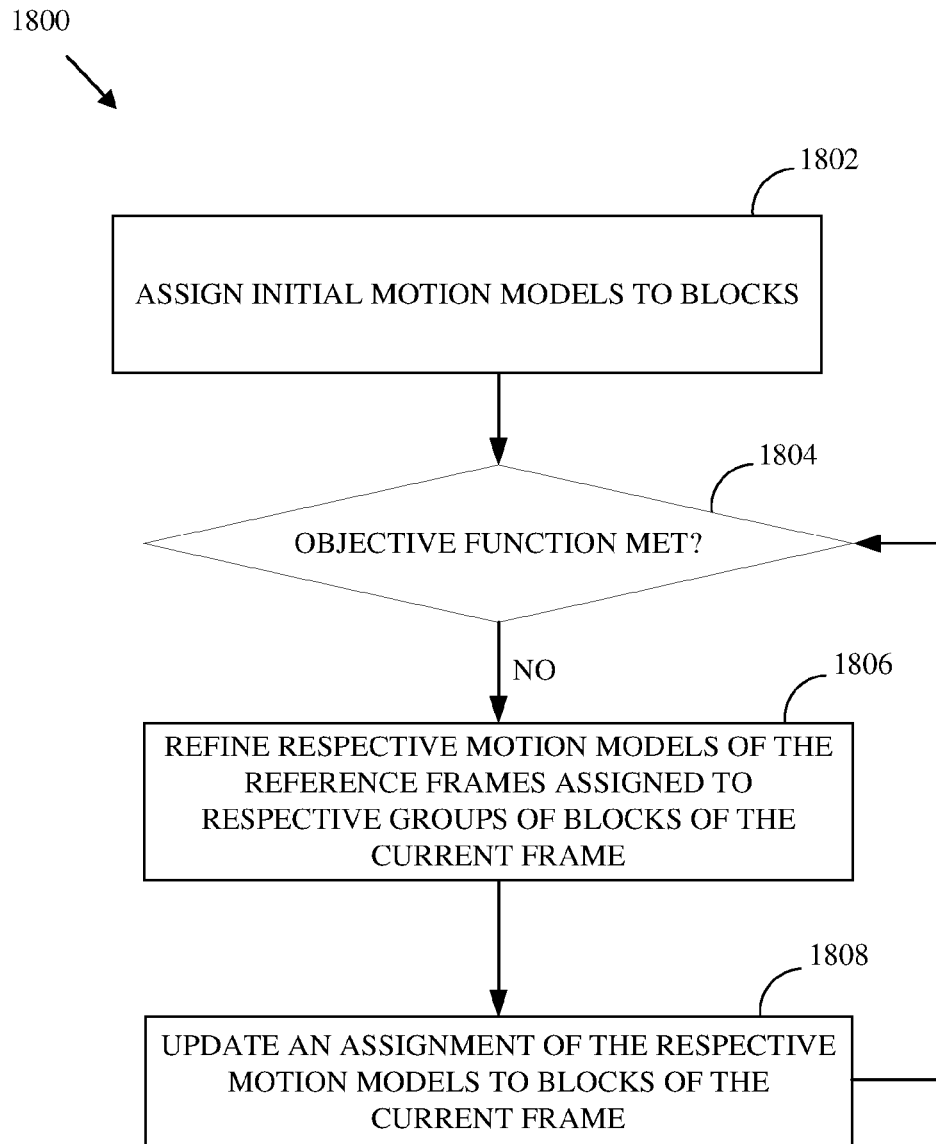 1800
1802
ASSIGN INITIAL MOTION MODELS TO BLOCKS
1804
OBJECTIVE FUNCTION MET?
NO
1806
REFINE RESPECTIVE MOTION MODELS OF THE
REFERENCE FRAMES ASSIGNED TO
RESPECTIVE GROUPS OF BLOCKS OF THE
CURRENT FRAME
1808
UPDATE AN ASSIGNMENT OF THE RESPECTIVE
MOTION MODELS TO BLOCKS OF THE
CURRENT FRAME